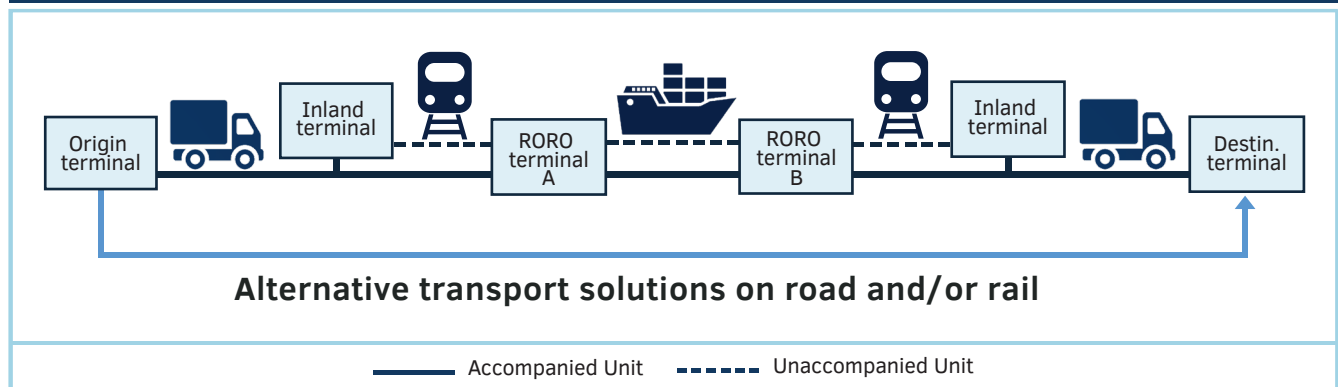 Origin
terminal
Inland
terminal
RORO
terminal
A
RORO
terminal
B
Inland
terminal
Destin.
terminal
Alternative transport solutions on road and/or rail
Accompanied Unit
Unaccompanied Unit